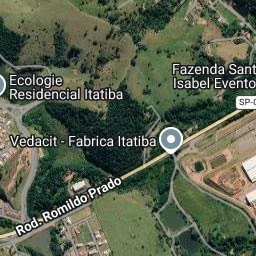 Ecologie
Residencial Itatiba
Fazenda Sant
Isabel Evento
SP-0
Vedacit - Fabrica Itatiba
Rod. Romildo Prado